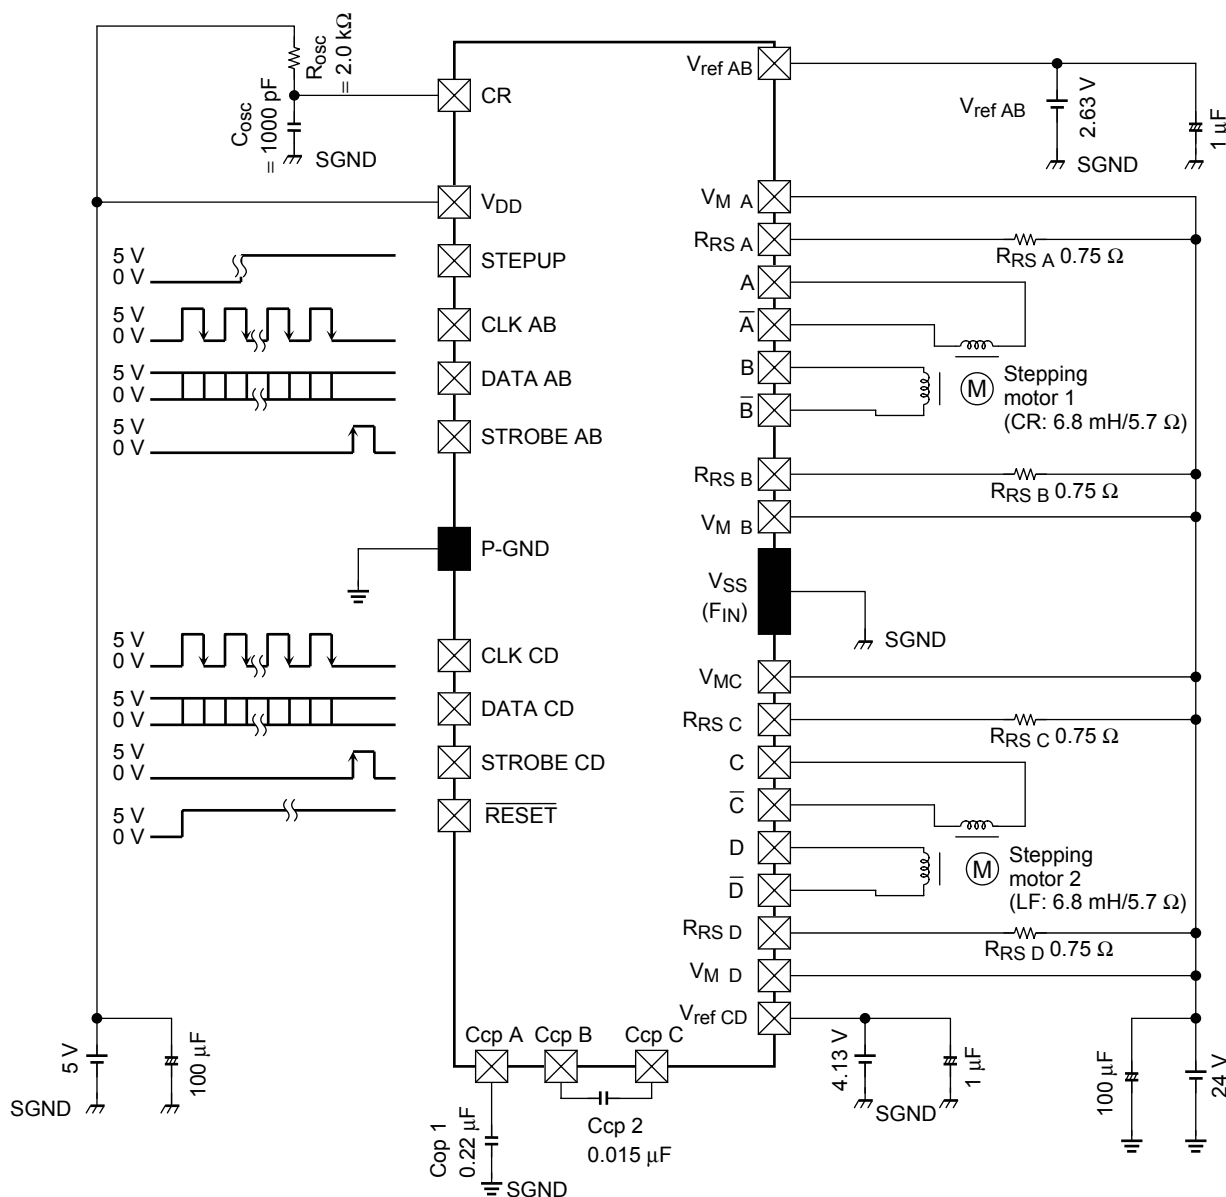 Rosc
= 2.0 kΩ
Cosc
= 1000 pF
SGND
CR
VDD
5 V
0 V
STEPUP
5 V
0 V
CLK AB
5 V
0 V
DATA AB
5 V
0 V
STROBE AB
P-GND
5 V
0 V
CLK CD
5 V
0 V
DATA CD
5 V
0 V
STROBE CD
5 V
0 V
RESET
5 V
100 µF
SGND
Ccp A
Ccp B
Ccp C
Cop 1
0.22 µF
SGND
Ccp 2
0.015 µF
Vref AB
Vref AB
2.63 V
SGND
1 µF
VM A
RRS A
RRS A 0.75 Ω
A
A
B
B
M
Stepping
motor 1
(CR: 6.8 mH/5.7 Ω)
RRS B
RRS B 0.75 Ω
VM B
VSS
(FIN)
SGND
VMC
RRS C
RRS C 0.75 Ω
C
C
D
D
M
Stepping
motor 2
(LF: 6.8 mH/5.7 Ω)
RRS D
RRS D 0.75 Ω
VM D
Vref CD
4.13 V
SGND
1 µF
100 µF
24 V